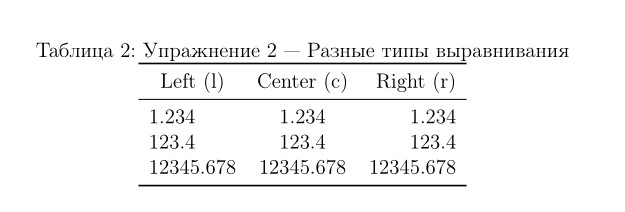 Таблица 2: Упражнение 2 — Разные типы выравнивания
Left (l) Center (c) Right (r)
1.234 1.234 1.234
123.4 123.4 123.4
12345.678 12345.678 12345.678